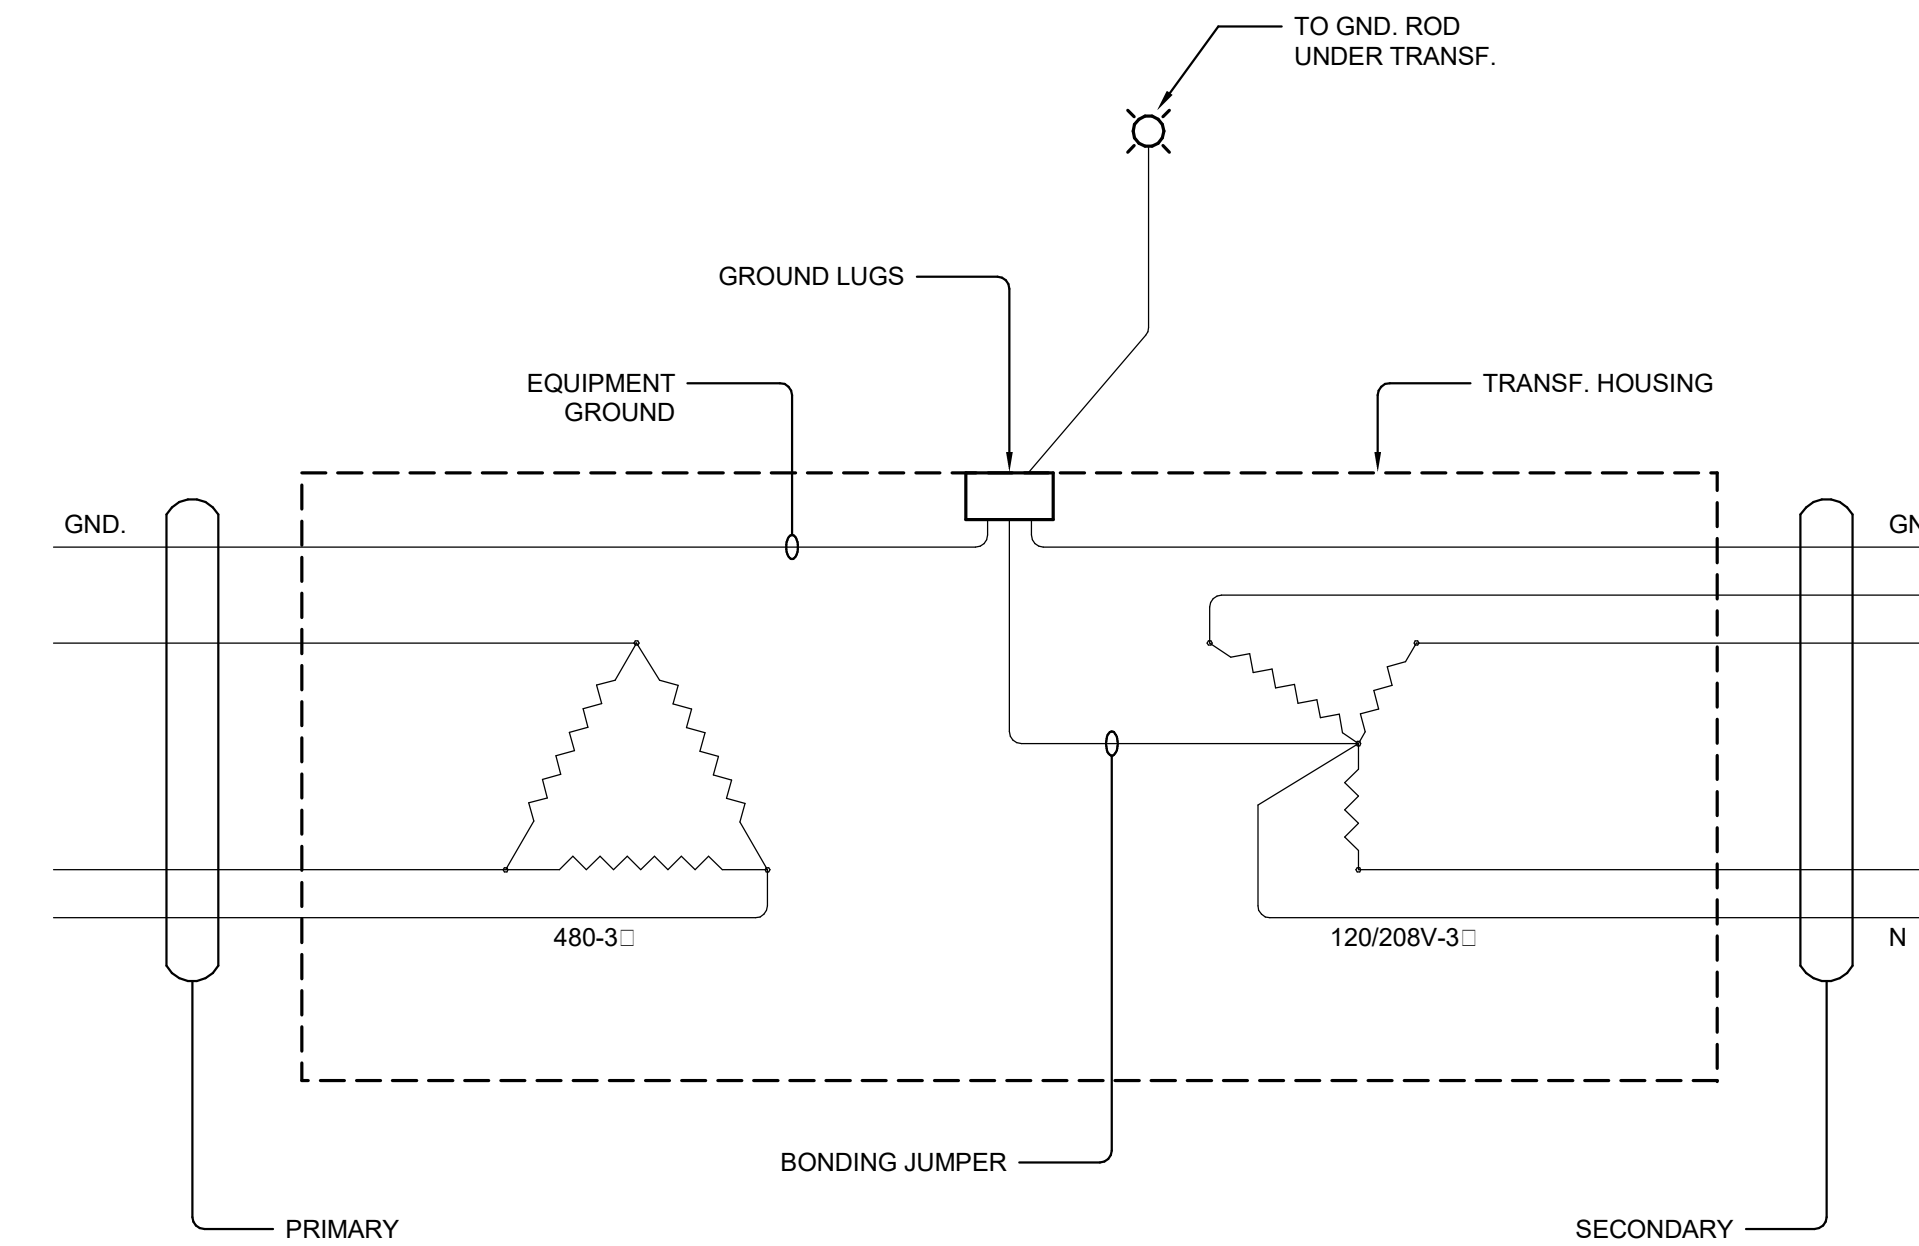 TO GND. ROD
UNDER TRANSF.
GROUND LUGS
EQUIPMENT
GROUND
TRANSF. HOUSING
GND.
GN
480-3□
120/208V-3□
N
BONDING JUMPER
PRIMARY
SECONDARY